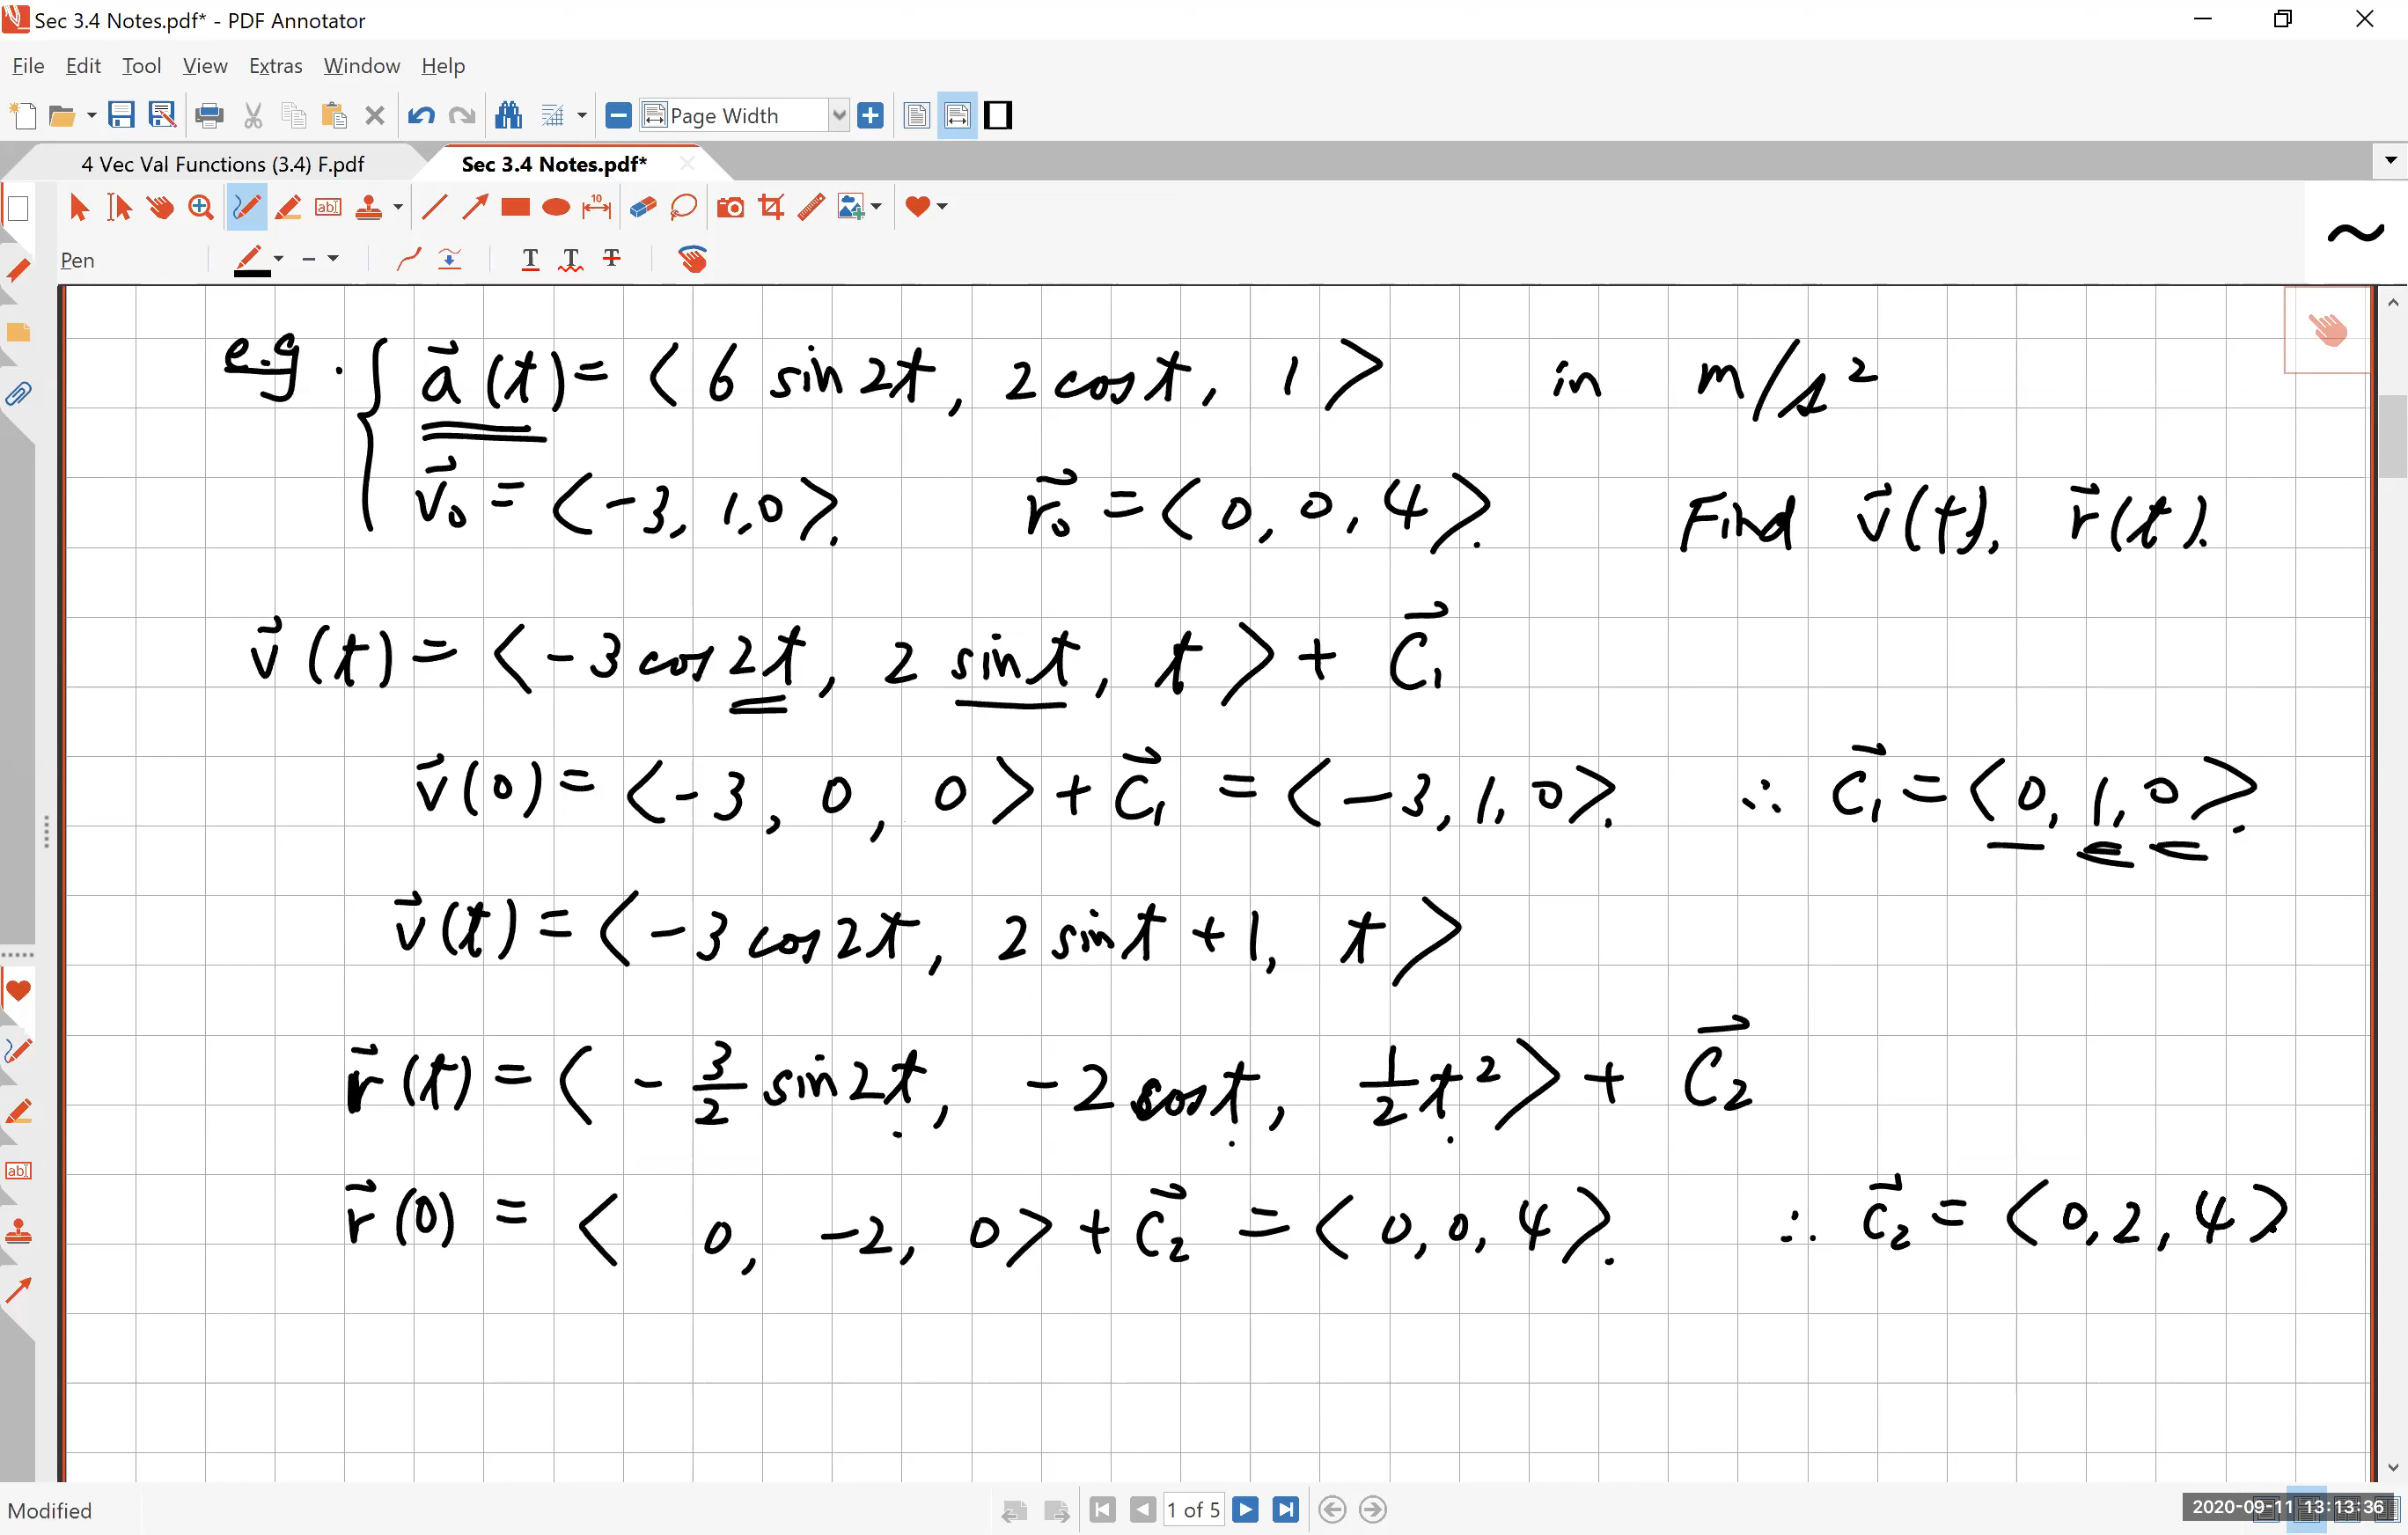 Sec 3.4 Notes.pdf* - PDF Annotator
File Edit Tool View Extras Window Help
Page Width
4 Vec Val Functions (3.4) F.pdf
Sec 3.4 Notes.pdf*
Pen
e.g. { a⃗(t) = ⟨6 sin 2t, 2 cos t, 1⟩ in m/s²
v⃗₀ = ⟨-3, 1, 0⟩. r⃗₀ = ⟨0, 0, 4⟩. Find v⃗(t), r⃗(t).
v⃗(t) = ⟨-3 cos 2t, 2 sin t, t⟩ + C⃗₁
v⃗(0) = ⟨-3, 0, 0⟩ + C⃗₁ = ⟨-3, 1, 0⟩. ∴ C⃗₁ = ⟨0, 1, 0⟩.
v⃗(t) = ⟨-3 cos 2t, 2 sin t + 1, t⟩
r⃗(t) = ⟨-3/2 sin 2t, -2 cos t, 1/2 t²⟩ + C⃗₂
r⃗(0) = ⟨0, -2, 0⟩ + C⃗₂ = ⟨0, 0, 4⟩. ∴ C⃗₂ = ⟨0, 2, 4⟩
Modified
1 of 5
2020-09-11 13:13:36